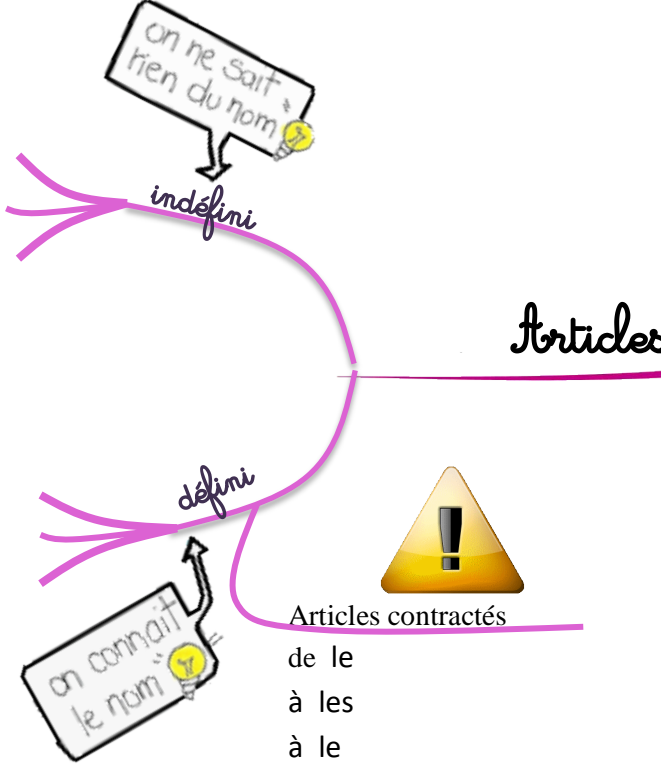 on ne sait
rien du nom
indéfini
Articles
défini
on connait
le nom
Articles contractés
de le
à les
à le